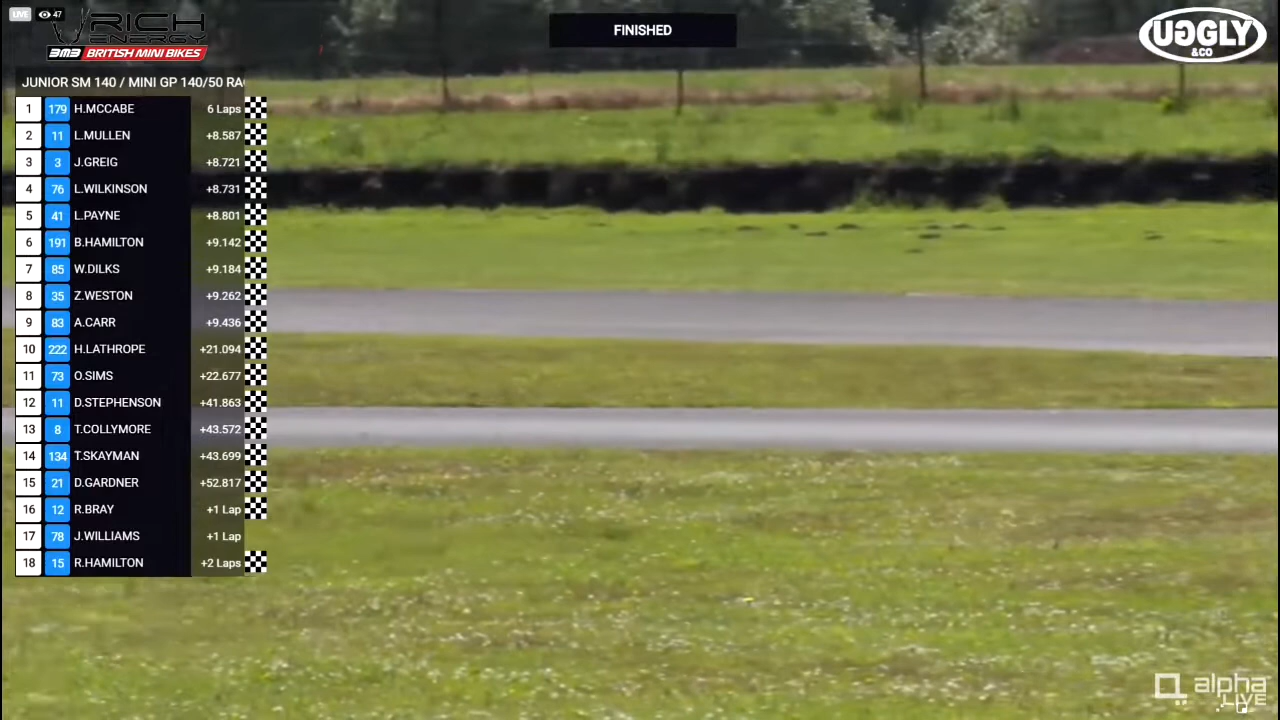 LIVE 47
RICH
ENERGY
BMB BRITISH MINI BIKES
FINISHED
UGGLY
&CO
JUNIOR SM 140 / MINI GP 140/50 RA
1 179 H.MCCABE 6 Laps
2 11 L.MULLEN +8.587
3 3 J.GREIG +8.721
4 76 L.WILKINSON +8.731
5 41 L.PAYNE +8.801
6 191 B.HAMILTON +9.142
7 85 W.DILKS +9.184
8 35 Z.WESTON +9.262
9 83 A.CARR +9.436
10 222 H.LATHROPE +21.094
11 73 O.SIMS +22.677
12 11 D.STEPHENSON +41.863
13 8 T.COLLYMORE +43.572
14 134 T.SKAYMAN +43.699
15 21 D.GARDNER +52.817
16 12 R.BRAY +1 Lap
17 78 J.WILLIAMS +1 Lap
18 15 R.HAMILTON +2 Laps
alpha
LIVE